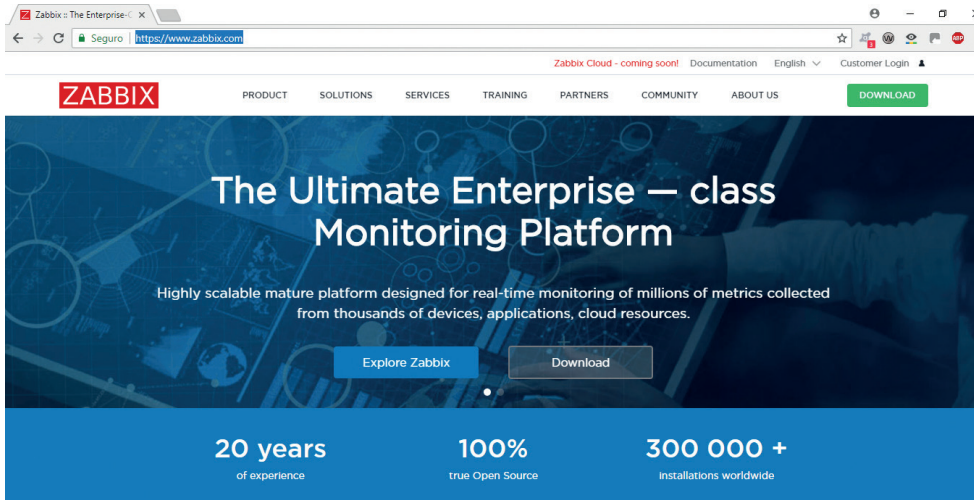 Zabbix :: The Enterprise-C
Seguro https://www.zabbix.com
3
ABP
Zabbix Cloud - coming soon! Documentation English Customer Login
ZABBIX PRODUCT SOLUTIONS SERVICES TRAINING PARTNERS COMMUNITY ABOUT US DOWNLOAD
The Ultimate Enterprise — class
Monitoring Platform
Highly scalable mature platform designed for real-time monitoring of millions of metrics collected
from thousands of devices, applications, cloud resources.
Explore Zabbix Download
20 years 100% 300 000 +
of experience true Open Source installations worldwide